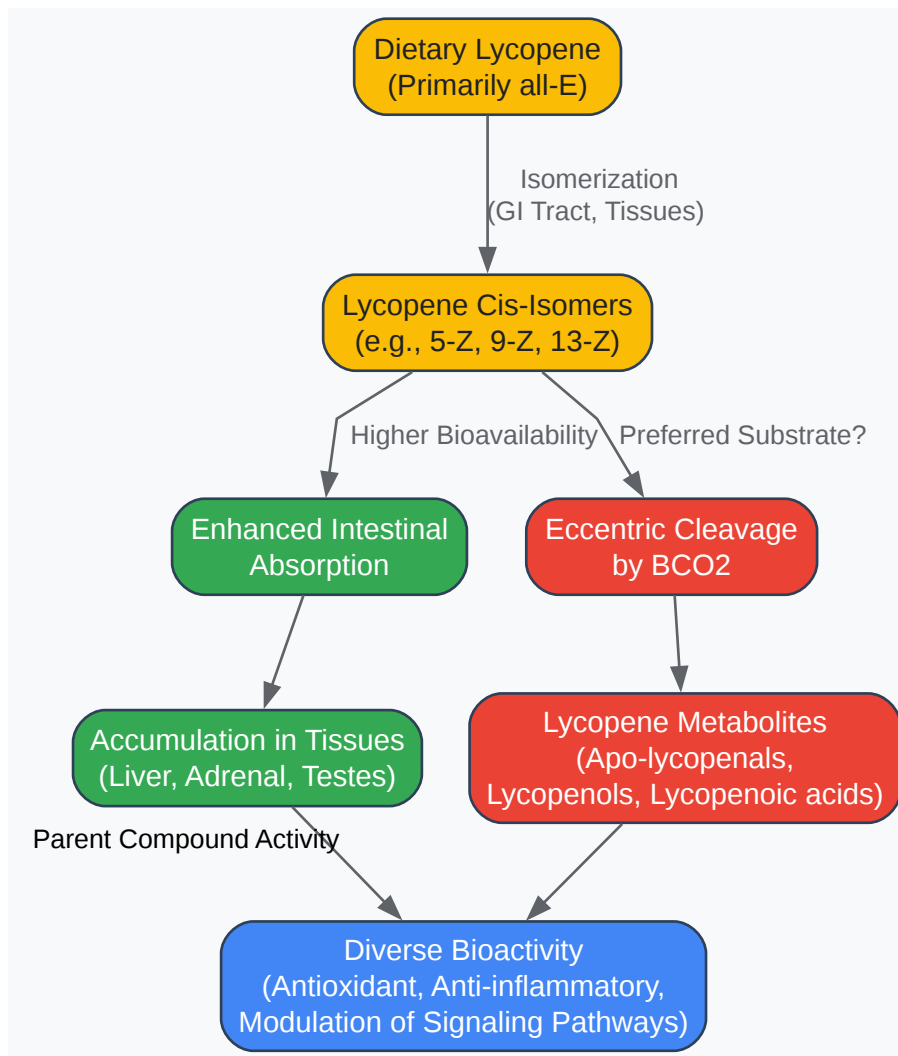 Dietary Lycopene
(Primarily all-E)
Isomerization
(GI Tract, Tissues)
Lycopene Cis-Isomers
(e.g., 5-Z, 9-Z, 13-Z)
Higher Bioavailability
Preferred Substrate?
Enhanced Intestinal
Absorption
Eccentric Cleavage
by BCO2
Accumulation in Tissues
(Liver, Adrenal, Testes)
Lycopene Metabolites
(Apo-lycopenals,
Lycopenols, Lycopenoic acids)
Parent Compound Activity
Diverse Bioactivity
(Antioxidant, Anti-inflammatory,
Modulation of Signaling Pathways)